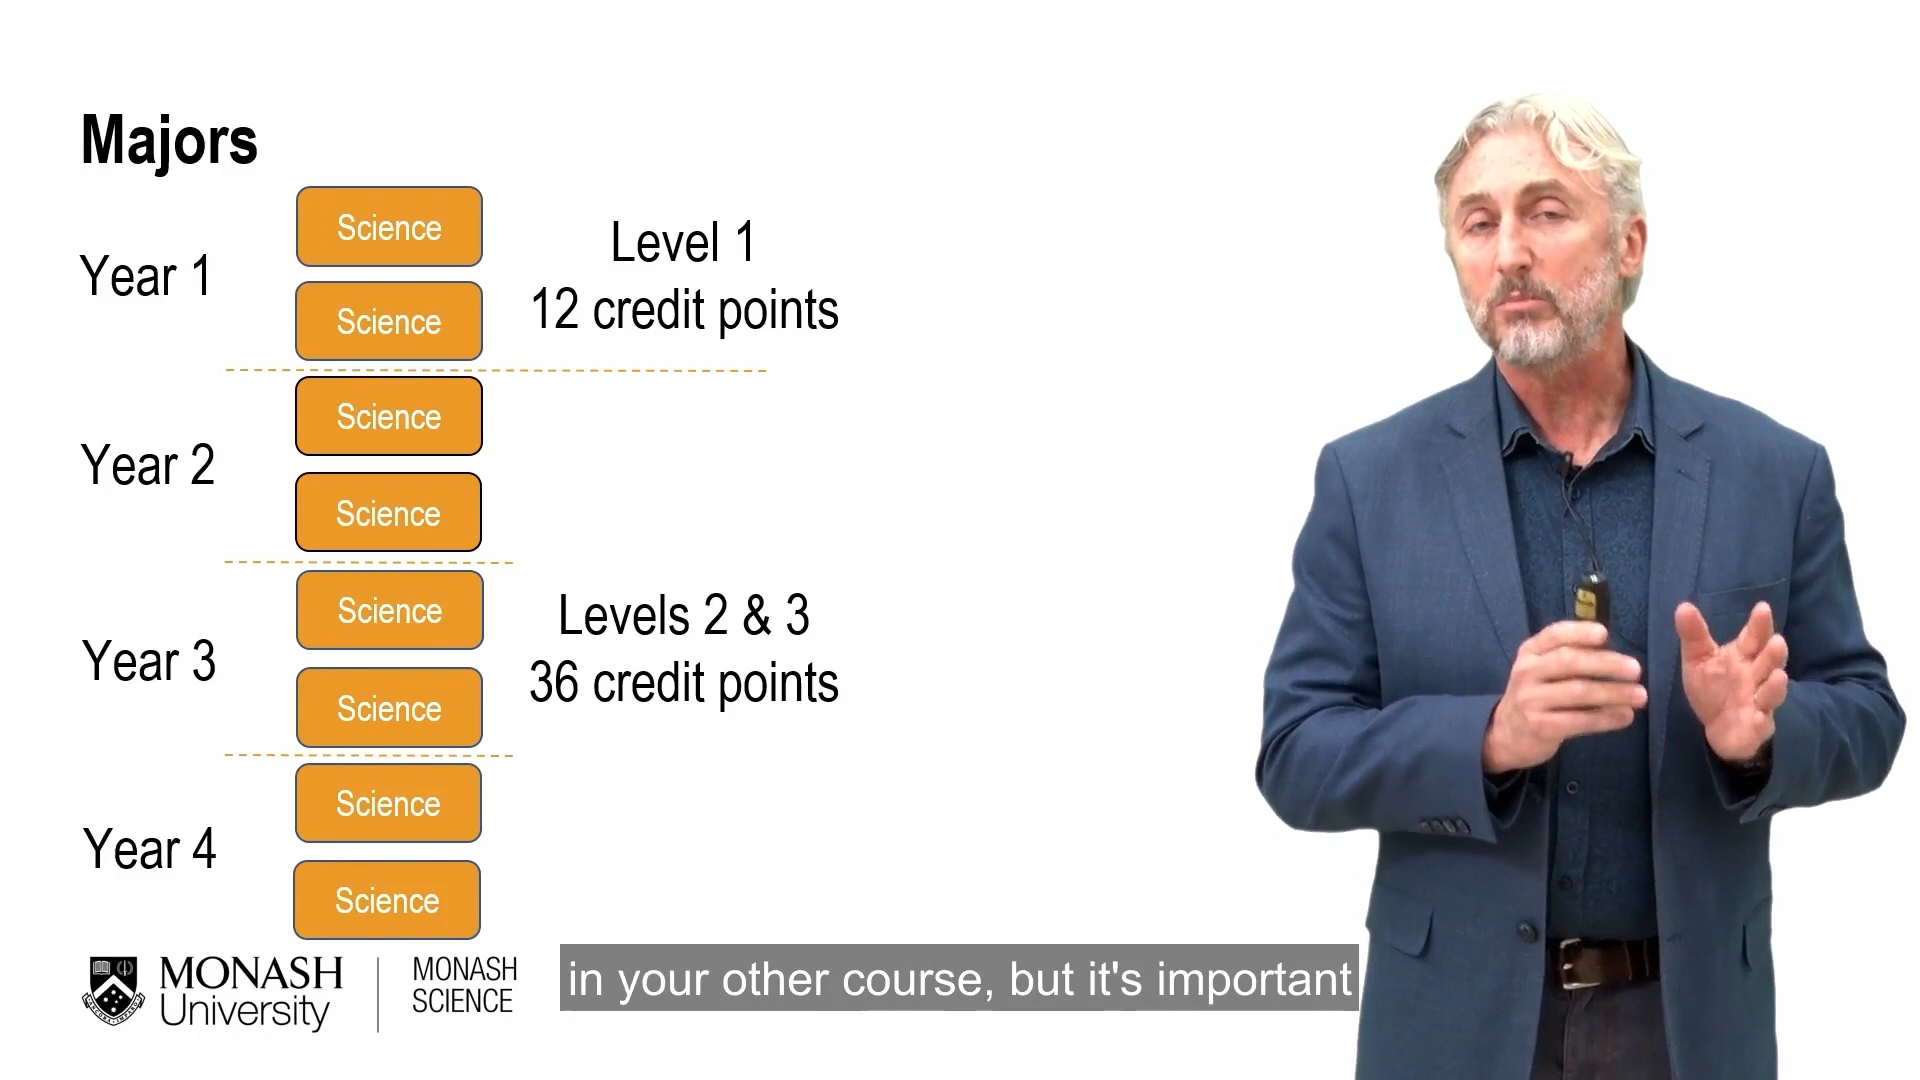 Majors
Year 1
Science
Science
Level 1
12 credit points
Year 2
Science
Science
Year 3
Science
Science
Levels 2 & 3
36 credit points
Year 4
Science
Science
MONASH
University
MONASH
SCIENCE
in your other course, but it's important